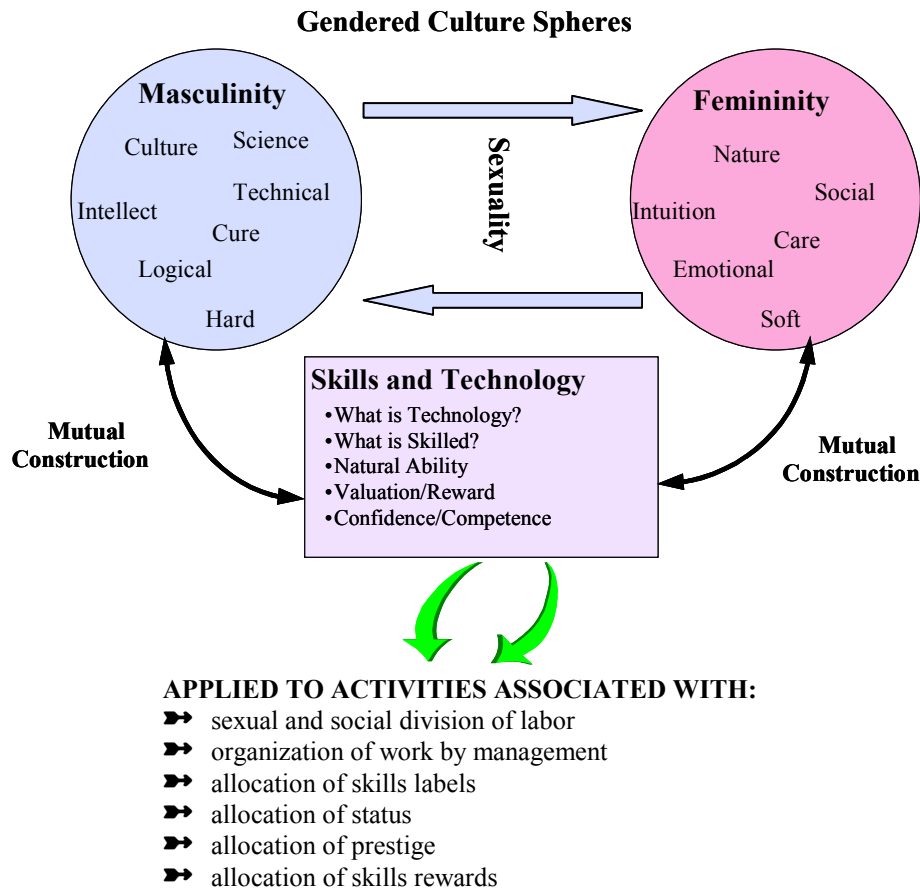 Gendered Culture Spheres
Masculinity
Culture
Science
Technical
Intellect
Cure
Logical
Hard
Sexuality
Femininity
Nature
Social
Intuition
Care
Emotional
Soft
Mutual
Construction
Skills and Technology
•What is Technology?
•What is Skilled?
•Natural Ability
•Valuation/Reward
•Confidence/Competence
Mutual
Construction
APPLIED TO ACTIVITIES ASSOCIATED WITH:
➳ sexual and social division of labor
➳ organization of work by management
➳ allocation of skills labels
➳ allocation of status
➳ allocation of prestige
➳ allocation of skills rewards